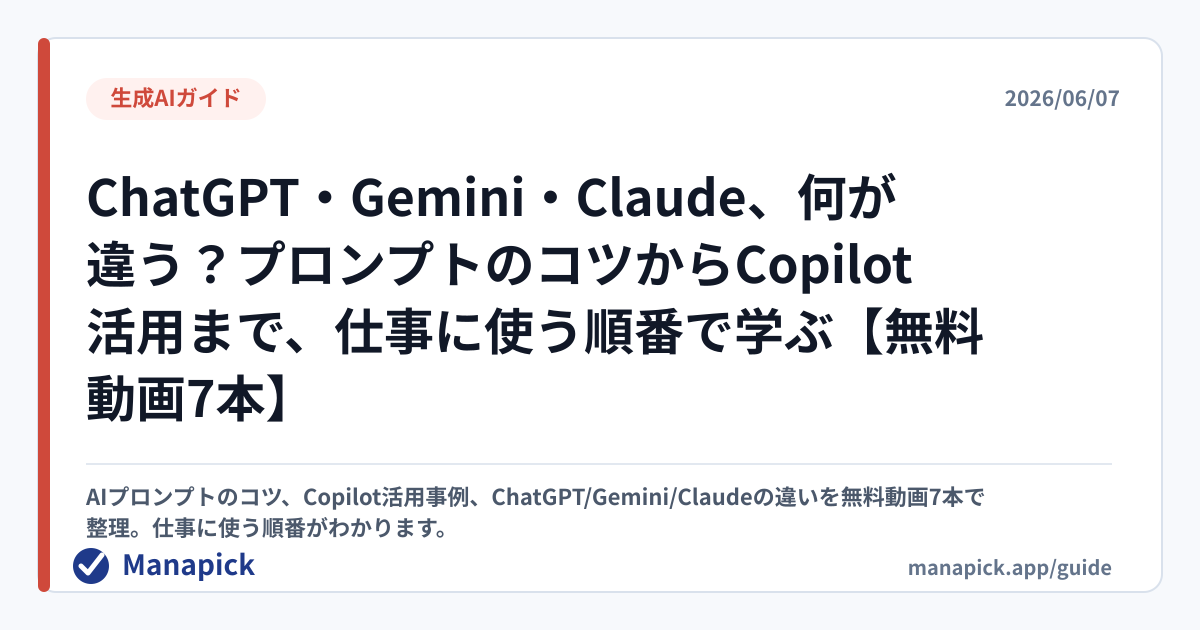 生成AIガイド
2026/06/07
ChatGPT・Gemini・Claude、何が
違う？プロンプトのコツからCopilot
活用まで、仕事に使う順番で学ぶ【無料
動画7本】
AIプロンプトのコツ、Copilot活用事例、ChatGPT/Gemini/Claudeの違いを無料動画7本で
整理。仕事に使う順番がわかります。
Manapick
manapick.app/guide